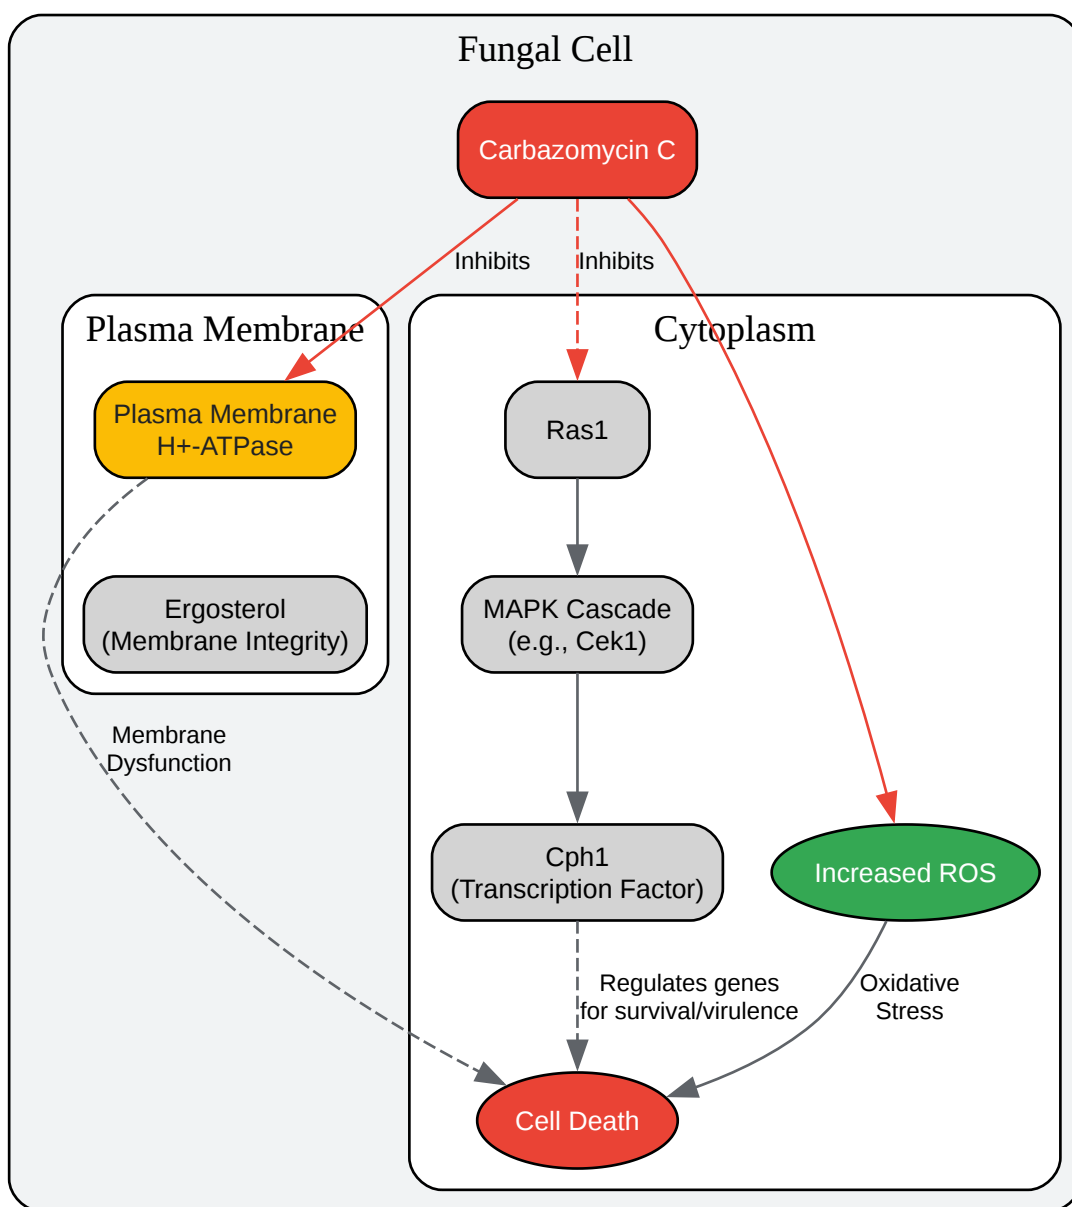 Fungal Cell
Carbazomycin C
Inhibits
Inhibits
Plasma Membrane
Cytoplasm
Plasma Membrane
H+-ATPase
Ras1
Ergosterol
(Membrane Integrity)
MAPK Cascade
(e.g., Cek1)
Membrane
Dysfunction
Cph1
(Transcription Factor)
Increased ROS
Regulates genes
for survival/virulence
Oxidative
Stress
Cell Death